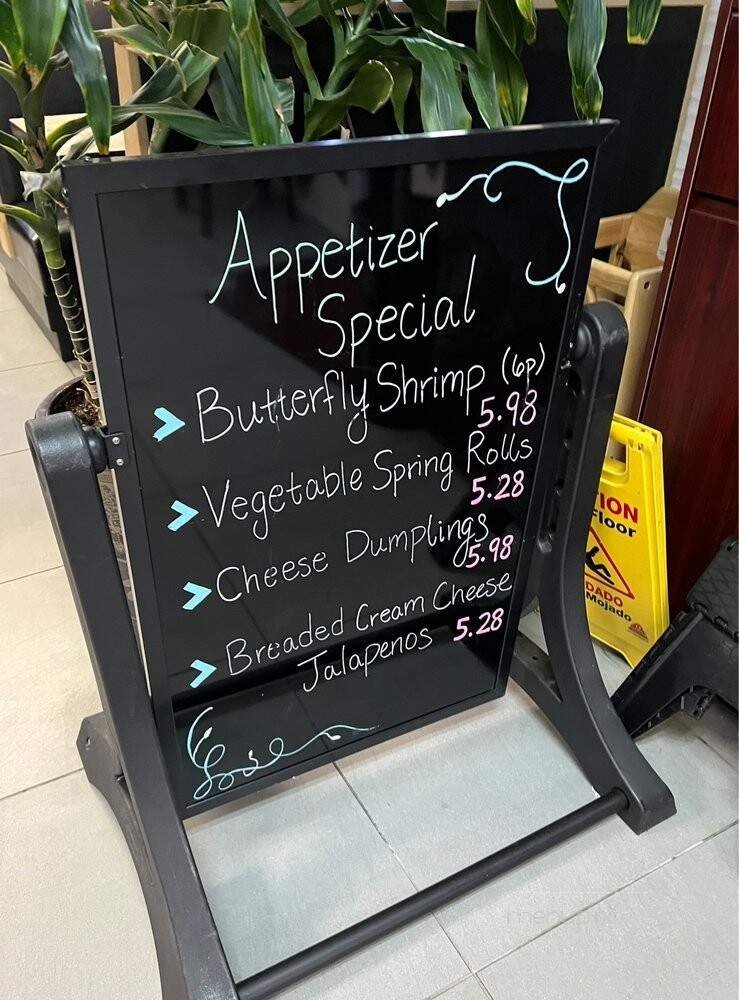 Appetizer
Special
> Butterfly Shrimp (6p)
5.98
> Vegetable Spring Rolls
5.28
> Cheese Dumplings
5.98
> Breaded Cream Cheese
Jalapenos 5.28
ION
Floor
DADO
Mojado